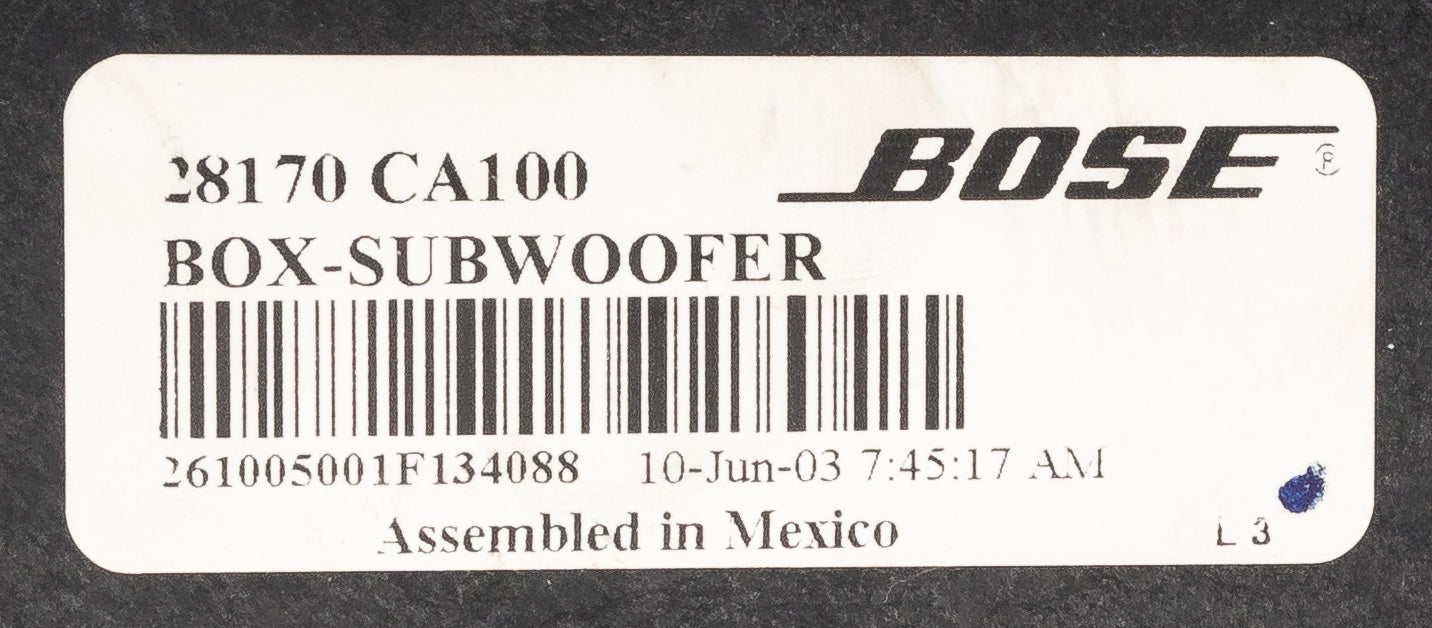 28170 CA100
BOSE ®
BOX-SUBWOOFER
261005001F134088 10-Jun-03 7:45:17 AM
Assembled in Mexico
L 3